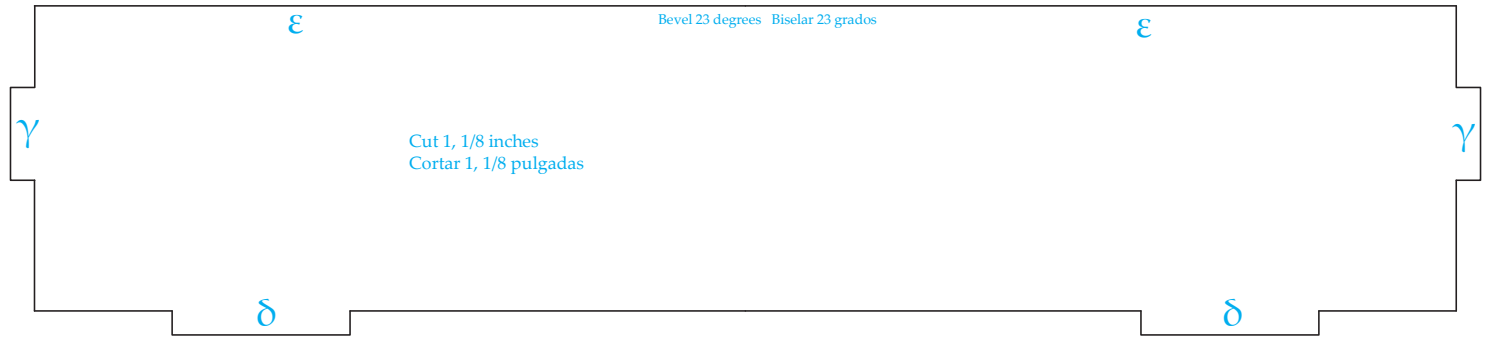 ε Bevel 23 degrees Biselar 23 grados ε
γ γ
Cut 1, 1/8 inches
Cortar 1, 1/8 pulgadas
δ δ